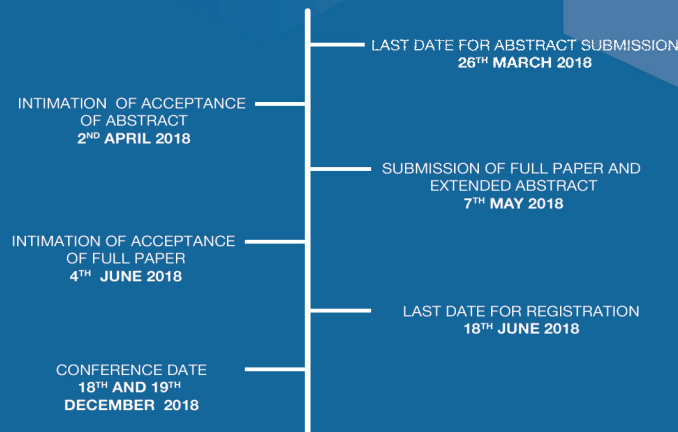 LAST DATE FOR ABSTRACT SUBMISSION
26TH MARCH 2018
INTIMATION OF ACCEPTANCE
OF ABSTRACT
2ND APRIL 2018
SUBMISSION OF FULL PAPER AND
EXTENDED ABSTRACT
7TH MAY 2018
INTIMATION OF ACCEPTANCE
OF FULL PAPER
4TH JUNE 2018
LAST DATE FOR REGISTRATION
18TH JUNE 2018
CONFERENCE DATE
18TH AND 19TH
DECEMBER 2018